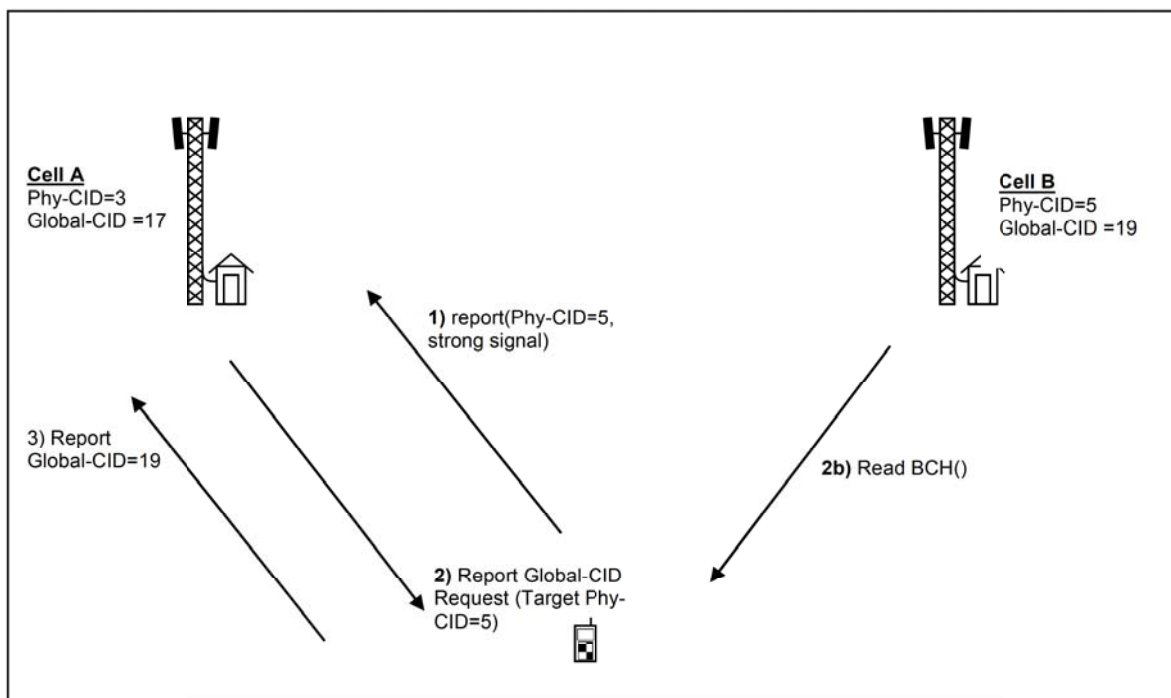 Cell A
Phy-CID=3
Global-CID =17
Cell B
Phy-CID=5
Global-CID =19
1) report(Phy-CID=5,
strong signal)
3) Report
Global-CID=19
2b) Read BCH()
2) Report Global-CID
Request (Target Phy-
CID=5)